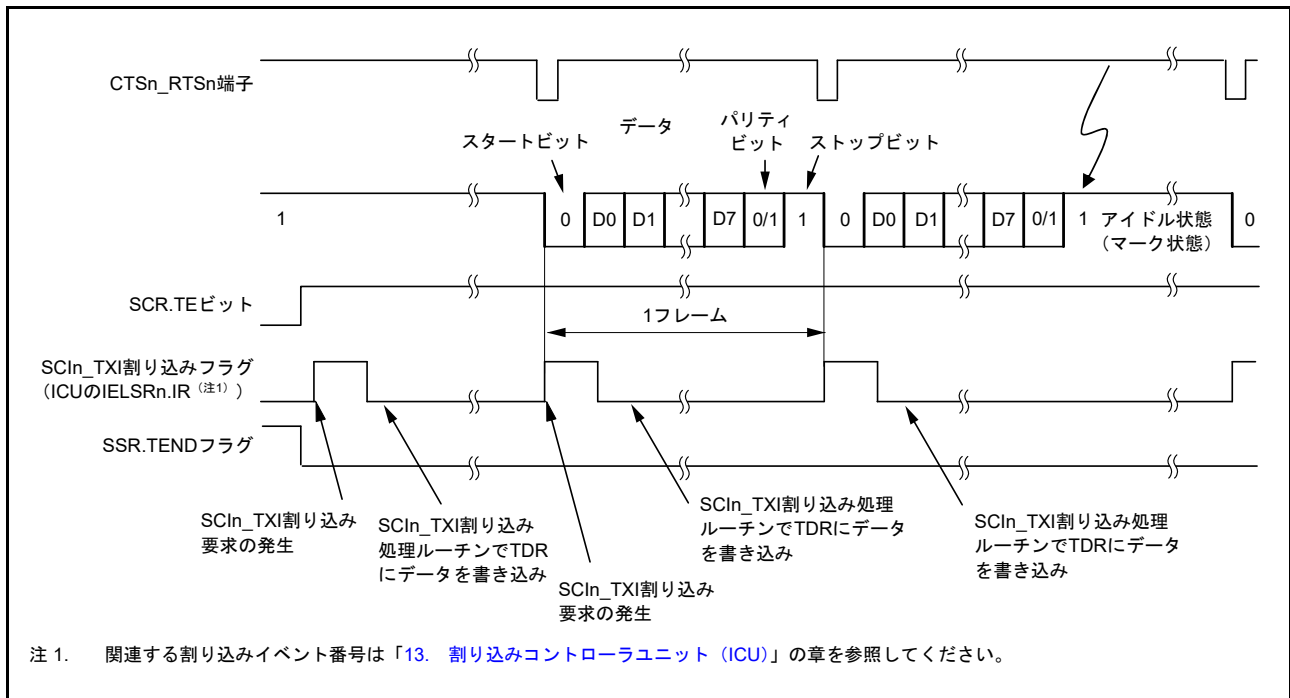 CTSn_RTSn端子
データ
パリティ
ビット
スタートビット
ストップビット
1
0 D0 D1 D7 0/1 1 0 D0 D1 D7 0/1 1 アイドル状態
（マーク状態）
0
SCR.TEビット
1フレーム
SCIn_TXI割り込みフラグ
（ICUのIELSRn.IR（注1））
SSR.TENDフラグ
SCIn_TXI割り込み
要求の発生
SCIn_TXI割り込み
処理ルーチンでTDR
にデータを書き込み
SCIn_TXI割り込み
要求の発生
SCIn_TXI割り込み処理
ルーチンでTDRにデータ
を書き込み
SCIn_TXI割り込み処理
ルーチンでTDRにデータ
を書き込み
注 1. 関連する割り込みイベント番号は「13. 割り込みコントローラユニット（ICU）」の章を参照してください。